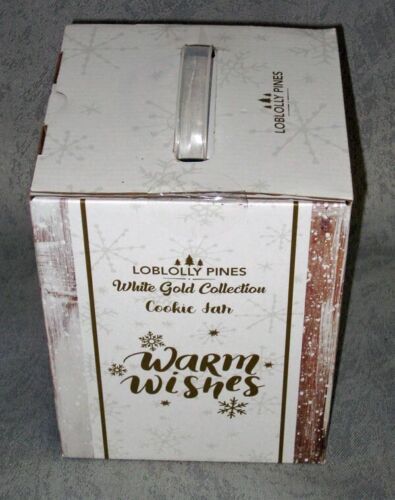 LOBLOLLY PINES
LOBLOLLY PINES
White Gold Collection
Cookie Jar
Warm
Wishes